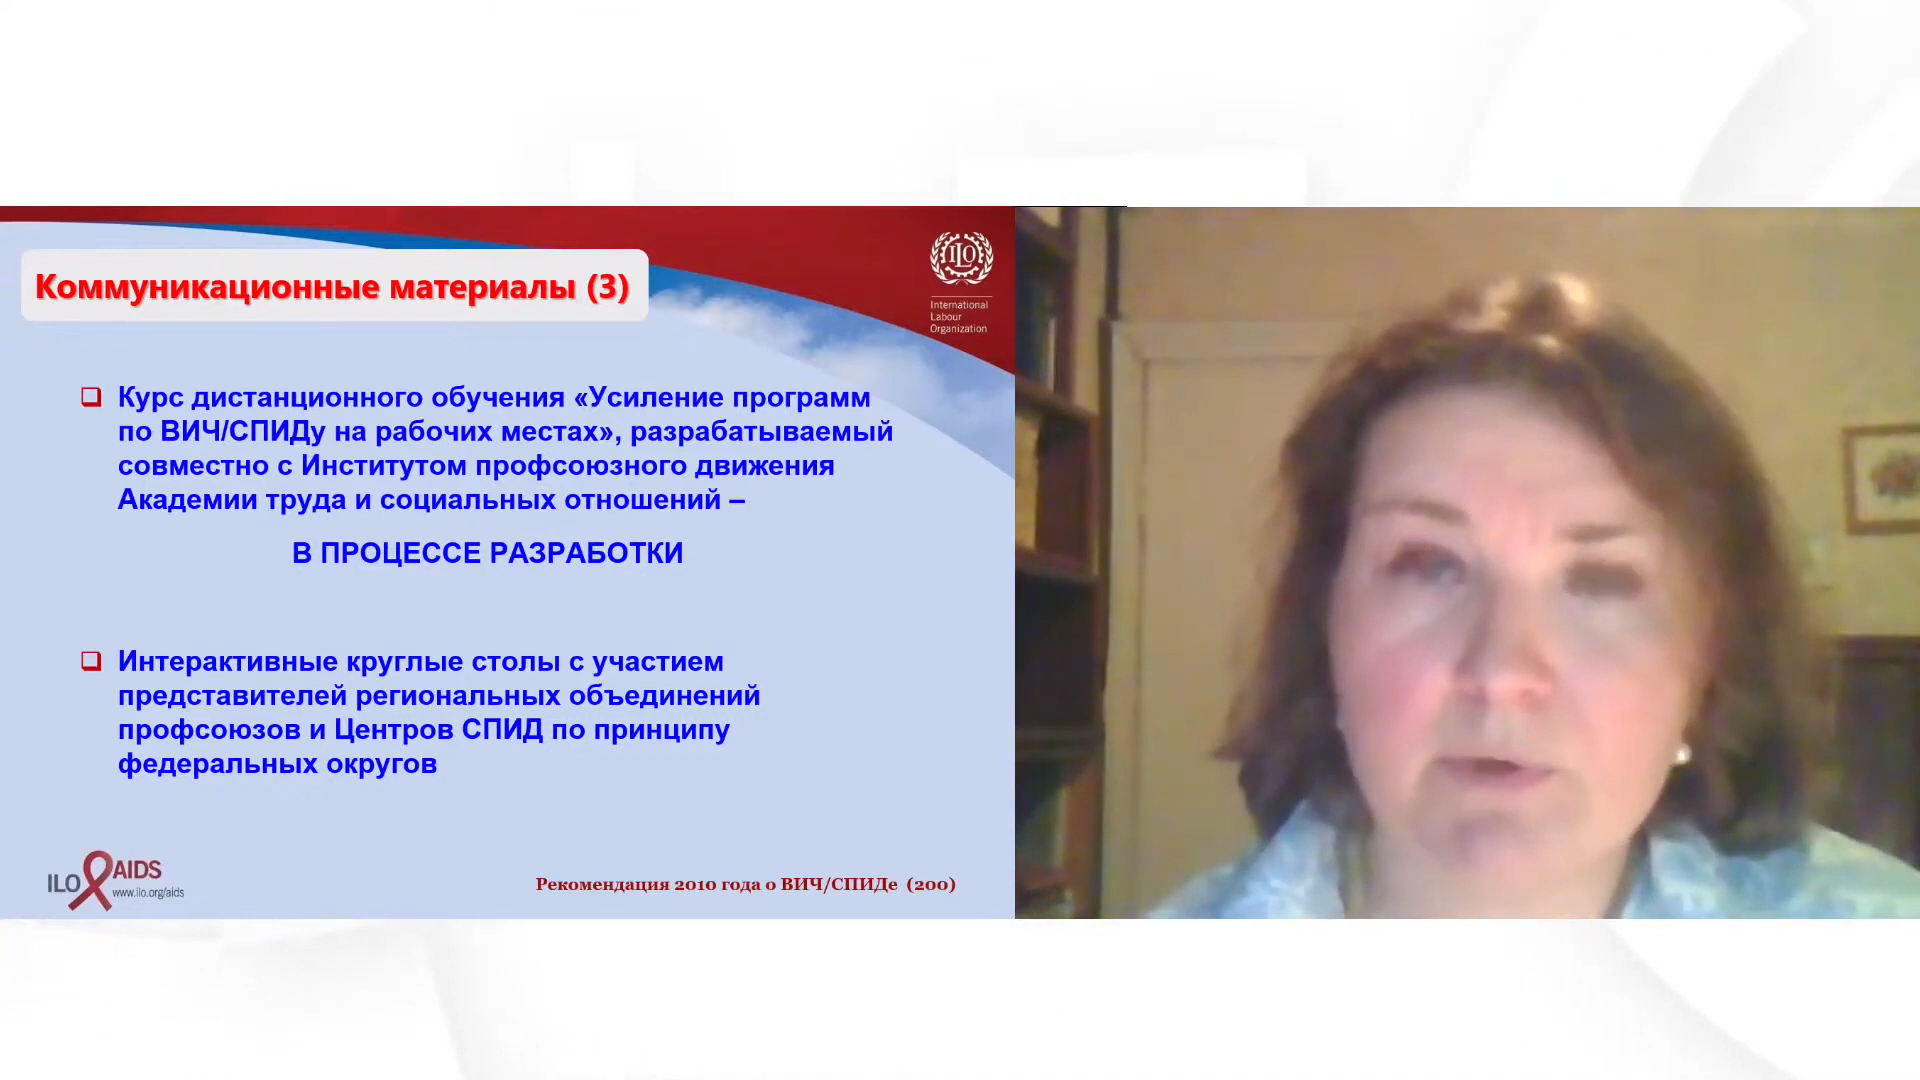 Коммуникационные материалы (3)
ILO
International
Labour
Organization
Курс дистанционного обучения «Усиление программ
по ВИЧ/СПИДу на рабочих местах», разрабатываемый
совместно с Институтом профсоюзного движения
Академии труда и социальных отношений –
В ПРОЦЕССЕ РАЗРАБОТКИ
Интерактивные круглые столы с участием
представителей региональных объединений
профсоюзов и Центров СПИД по принципу
федеральных округов
ILO AIDS
www.ilo.org/aids
Рекомендация 2010 года о ВИЧ/СПИДе (200)